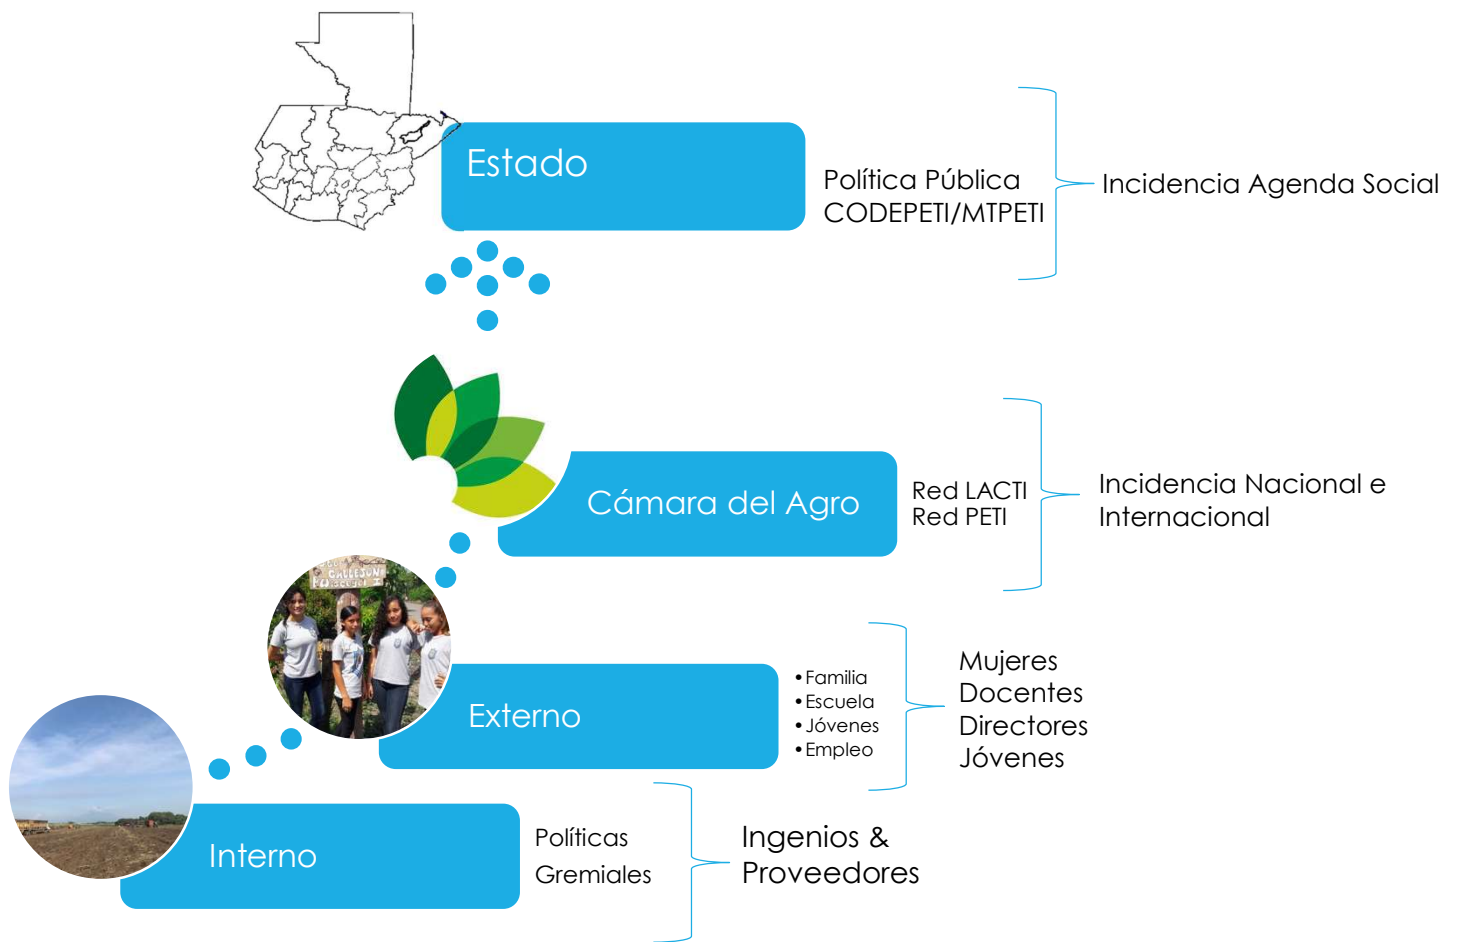 Estado
Política Pública
CODEPETI/MTPETI
Incidencia Agenda Social
Cámara del Agro
Red LACTI
Red PETI
Incidencia Nacional e
Internacional
CALLEJON
Externo
• Familia
• Escuela
• Jóvenes
• Empleo
Mujeres
Docentes
Directores
Jóvenes
Interno
Políticas
Gremiales
Ingenios &
Proveedores